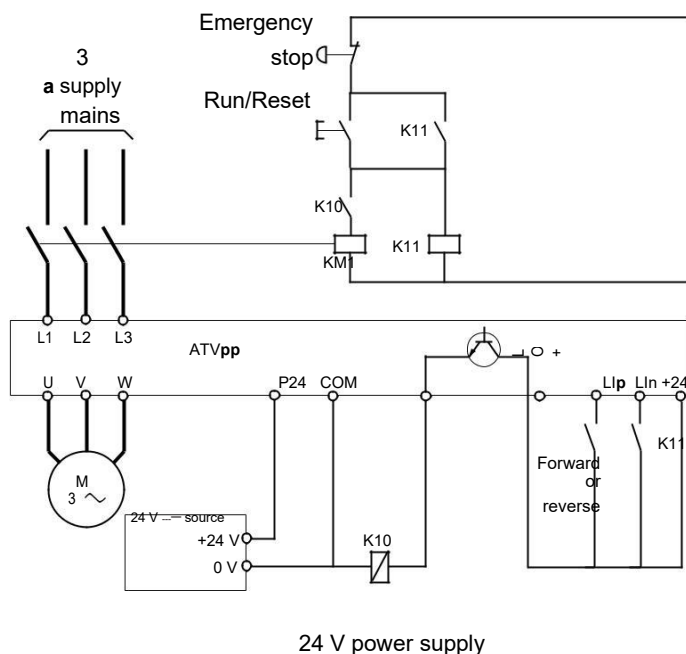 Emergency
stop
3
a supply
mains
Run/Reset
K11
K10
KM1
K11
L1 L2 L3
ATVpp
L O +
U V W P24 COM LIp LIn +24
K11
Forward
or
reverse
M
3
24 V source
+24 V
K10
0 V
24 V power supply